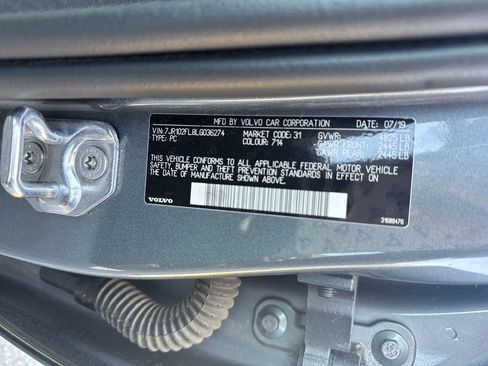 MFD BY VOLVO CAR CORPORATION DATE: 07/19
VIN: 7JR102FL8LG036274 MARKET CODE: 31 GVWR: 4825 LB
TYPE: PC COLOUR: 714 GAWR FRONT: 2445 LB
GAWR REAR: 2445 LB
THIS VEHICLE CONFORMS TO ALL APPLICABLE FEDERAL MOTOR VEHICLE
SAFETY, BUMPER AND THEFT PREVENTION STANDARDS IN EFFECT ON
THE DATE OF MANUFACTURE SHOWN ABOVE.
VOLVO 31689476